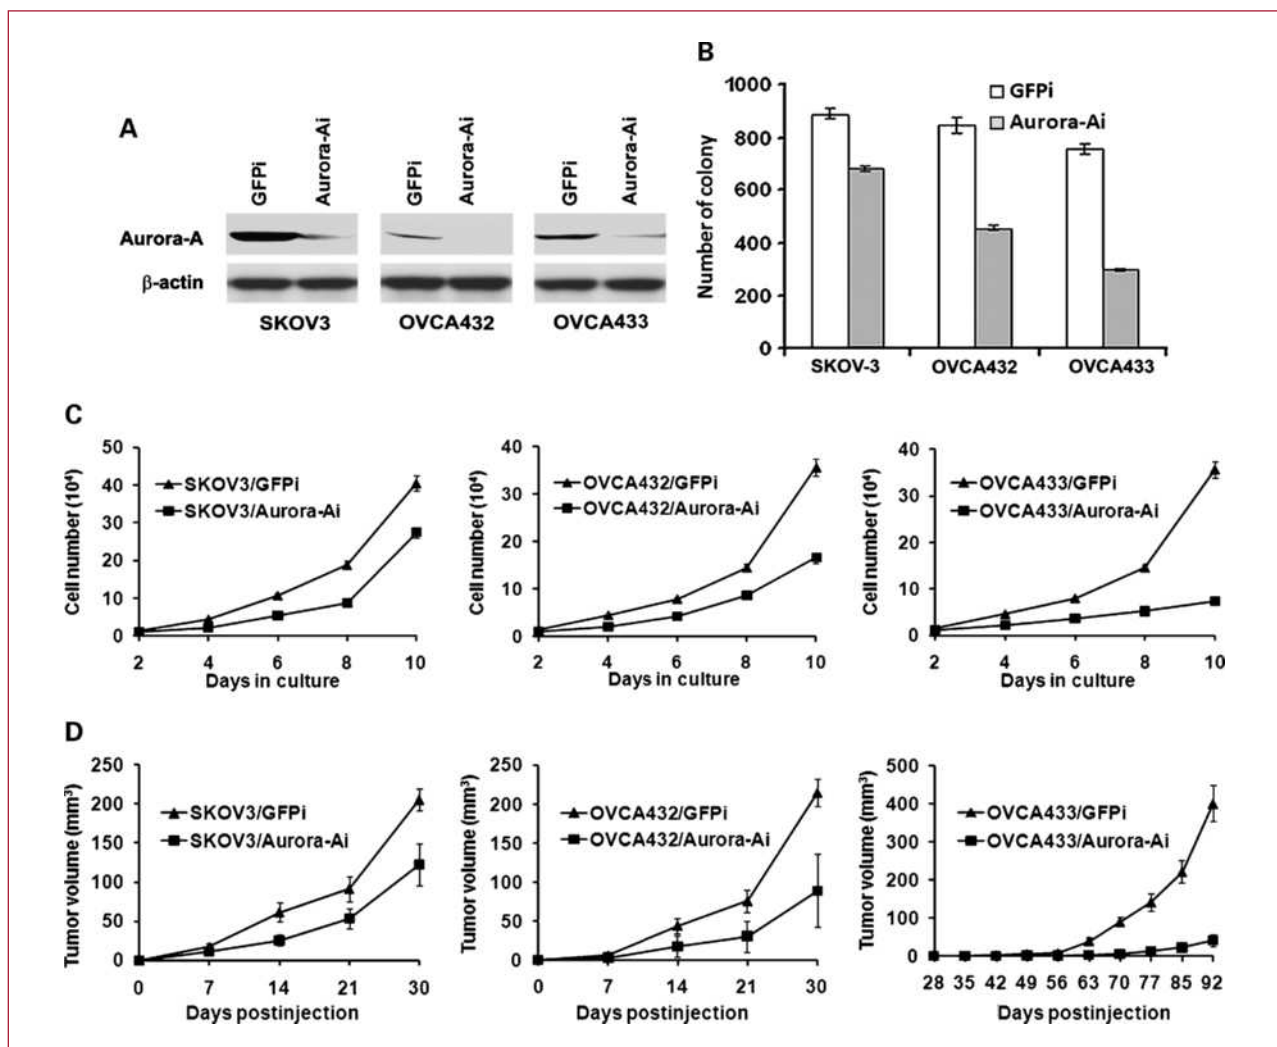 A
GFPi
Aurora-Ai
GFPi
Aurora-Ai
GFPi
Aurora-Ai
Aurora-A
β-actin
SKOV3 OVCA432 OVCA433
B
Number of colony
1000
800
600
400
200
0
GFPi
Aurora-Ai
SKOV-3 OVCA432 OVCA433
C
Cell number (10⁴)
50
40
30
20
10
0
SKOV3/GFPi
SKOV3/Aurora-Ai
2 4 6 8 10
Days in culture
Cell number (10⁴)
40
30
20
10
0
OVCA432/GFPi
OVCA432/Aurora-Ai
2 4 6 8 10
Days in culture
Cell number (10⁴)
40
30
20
10
0
OVCA433/GFPi
OVCA433/Aurora-Ai
2 4 6 8 10
Days in culture
D
Tumor volume (mm³)
250
200
150
100
50
0
SKOV3/GFPi
SKOV3/Aurora-Ai
0 7 14 21 30
Days postinjection
Tumor volume (mm³)
250
200
150
100
50
0
OVCA432/GFPi
OVCA432/Aurora-Ai
0 7 14 21 30
Days postinjection
Tumor volume (mm³)
500
400
300
200
100
0
OVCA433/GFPi
OVCA433/Aurora-Ai
28 35 42 49 56 63 70 77 85 92
Days postinjection